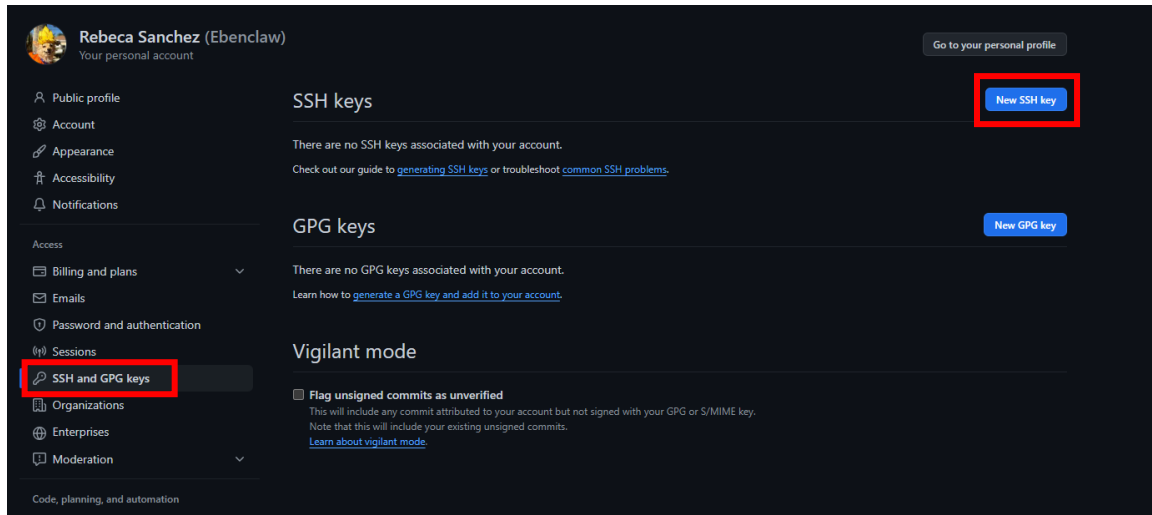 Rebeca Sanchez (Ebenclaw)
Your personal account
Go to your personal profile
Public profile
Account
Appearance
Accessibility
Notifications
Access
Billing and plans
Emails
Password and authentication
Sessions
SSH and GPG keys
Organizations
Enterprises
Moderation
Code, planning, and automation
SSH keys
New SSH key
There are no SSH keys associated with your account.
Check out our guide to generating SSH keys or troubleshoot common SSH problems.
GPG keys
New GPG key
There are no GPG keys associated with your account.
Learn how to generate a GPG key and add it to your account.
Vigilant mode
Flag unsigned commits as unverified
This will include any commit attributed to your account but not signed with your GPG or S/MIME key.
Note that this will include your existing unsigned commits.
Learn about vigilant mode.